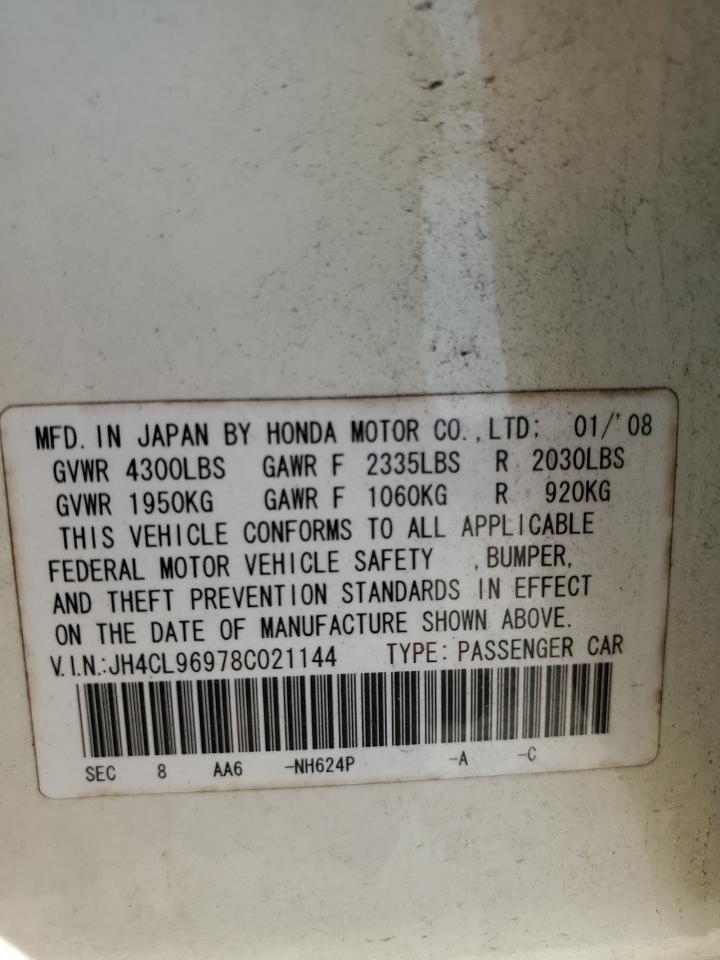 MFD. IN JAPAN BY HONDA MOTOR CO.,LTD; 01/'08
GVWR 4300LBS GAWR F 2335LBS R 2030LBS
GVWR 1950KG GAWR F 1060KG R 920KG
THIS VEHICLE CONFORMS TO ALL APPLICABLE
FEDERAL MOTOR VEHICLE SAFETY ,BUMPER,
AND THEFT PREVENTION STANDARDS IN EFFECT
ON THE DATE OF MANUFACTURE SHOWN ABOVE.
V.I.N.:JH4CL96978C021144 TYPE: PASSENGER CAR
SEC 8 AA6 -NH624P -A -C